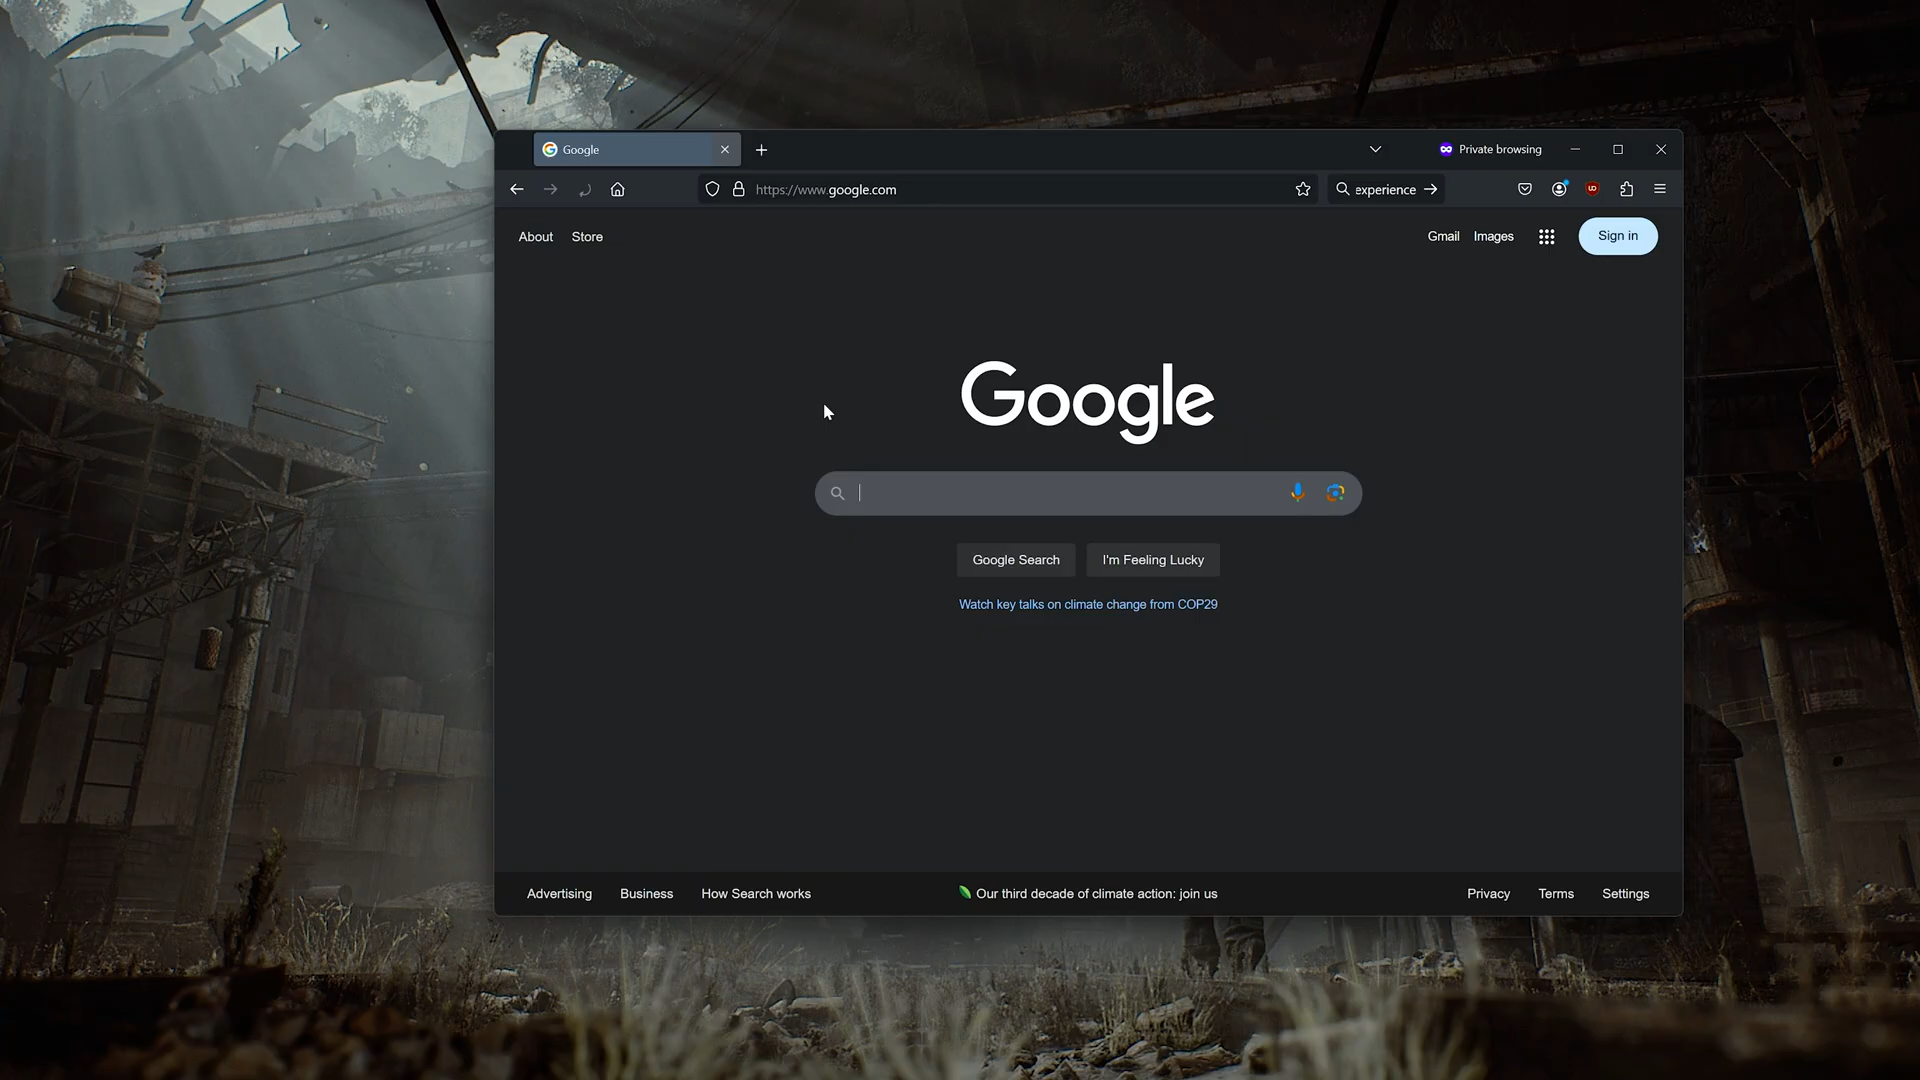 Google
Private browsing
https://www.google.com
experience
About Store
Gmail Images Sign in
Google
Google Search I'm Feeling Lucky
Watch key talks on climate change from COP29
Advertising Business How Search works
Our third decade of climate action: join us
Privacy Terms Settings